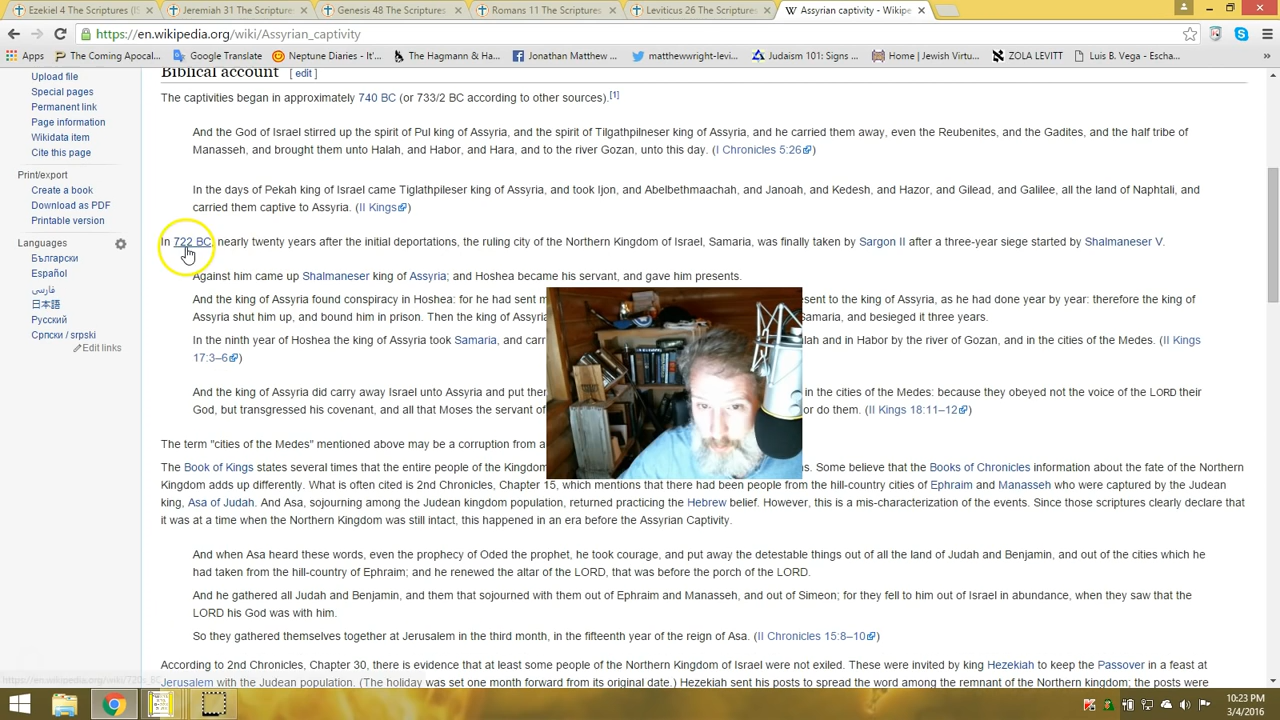 Ezekiel 4 The Scriptures (IS
Jeremiah 31 The Scriptures
Genesis 48 The Scriptures
Romans 11 The Scriptures
Leviticus 26 The Scriptures
Assyrian captivity - Wikipe
https://en.wikipedia.org/wiki/Assyrian_captivity
Apps
The Coming Apocal...
Google Translate
Neptune Diaries - It'...
The Hagmann & Ha...
Jonathan Matthew ...
matthewwright-levi...
Judaism 101: Signs ...
Home | Jewish Virtu...
ZOLA LEVITT
Luis B. Vega - Escha...
»
Upload file
Special pages
Permanent link
Page information
Wikidata item
Cite this page
Print/export
Create a book
Download as PDF
Printable version
Languages
Български
Español
فارسی
日本語
Русский
Српски / srpski
Edit links
Biblical account [ edit ]
The captivities began in approximately 740 BC (or 733/2 BC according to other sources).[1]
And the God of Israel stirred up the spirit of Pul king of Assyria, and the spirit of Tilgathpilneser king of Assyria, and he carried them away, even the Reubenites, and the Gadites, and the half tribe of
Manasseh, and brought them unto Halah, and Habor, and Hara, and to the river Gozan, unto this day. (I Chronicles 5:26)
In the days of Pekah king of Israel came Tiglathpileser king of Assyria, and took Ijon, and Abelbethmaachah, and Janoah, and Kedesh, and Hazor, and Gilead, and Galilee, all the land of Naphtali, and
carried them captive to Assyria. (II Kings)
In 722 BC, nearly twenty years after the initial deportations, the ruling city of the Northern Kingdom of Israel, Samaria, was finally taken by Sargon II after a three-year siege started by Shalmaneser V.
Against him came up Shalmaneser king of Assyria; and Hoshea became his servant, and gave him presents.
And the king of Assyria found conspiracy in Hoshea: for he had sent m sent to the king of Assyria, as he had done year by year: therefore the king of
Assyria shut him up, and bound him in prison. Then the king of Assyria Samaria, and besieged it three years.
In the ninth year of Hoshea the king of Assyria took Samaria, and carr lah and in Habor by the river of Gozan, and in the cities of the Medes. (II Kings
17:3–6)
And the king of Assyria did carry away Israel unto Assyria and put then in the cities of the Medes: because they obeyed not the voice of the LORD their
God, but transgressed his covenant, and all that Moses the servant of or do them. (II Kings 18:11–12)
The term "cities of the Medes" mentioned above may be a corruption from a
The Book of Kings states several times that the entire people of the Kingdom s. Some believe that the Books of Chronicles information about the fate of the Northern
Kingdom adds up differently. What is often cited is 2nd Chronicles, Chapter 15, which mentions that there had been people from the hill-country cities of Ephraim and Manasseh who were captured by the Judean
king, Asa of Judah. And Asa, sojourning among the Judean kingdom population, returned practicing the Hebrew belief. However, this is a mis-characterization of the events. Since those scriptures clearly declare that
it was at a time when the Northern Kingdom was still intact, this happened in an era before the Assyrian Captivity.
And when Asa heard these words, even the prophecy of Oded the prophet, he took courage, and put away the detestable things out of all the land of Judah and Benjamin, and out of the cities which he
had taken from the hill-country of Ephraim; and he renewed the altar of the LORD, that was before the porch of the LORD.
And he gathered all Judah and Benjamin, and them that sojourned with them out of Ephraim and Manasseh, and out of Simeon; for they fell to him out of Israel in abundance, when they saw that the
LORD his God was with him.
So they gathered themselves together at Jerusalem in the third month, in the fifteenth year of the reign of Asa. (II Chronicles 15:8–10)
According to 2nd Chronicles, Chapter 30, there is evidence that at least some people of the Northern Kingdom of Israel were not exiled. These were invited by king Hezekiah to keep the Passover in a feast at
Jerusalem with the Judean population. (The holiday was set one month forward from its original date.) Hezekiah sent his posts to spread the word among the remnant of the Northern kingdom; the posts were
https://en.wikipedia.org/wiki/720s_BC
10:23 PM
3/4/2016